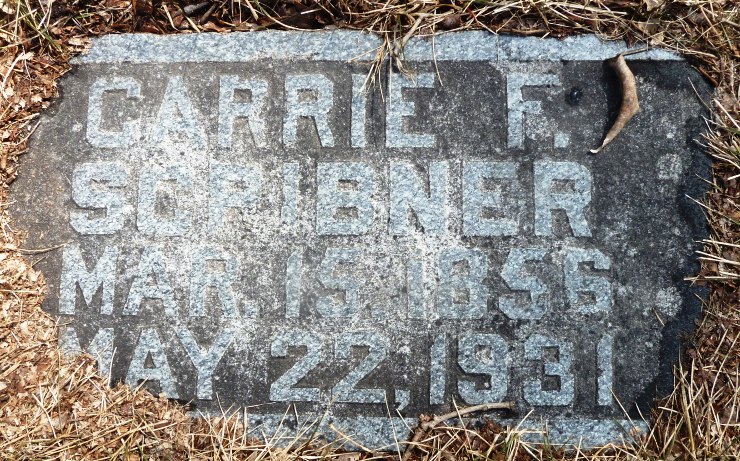 CARRIE F.
SCRIBNER
MAR. 15, 1856
MAY 22, 1931